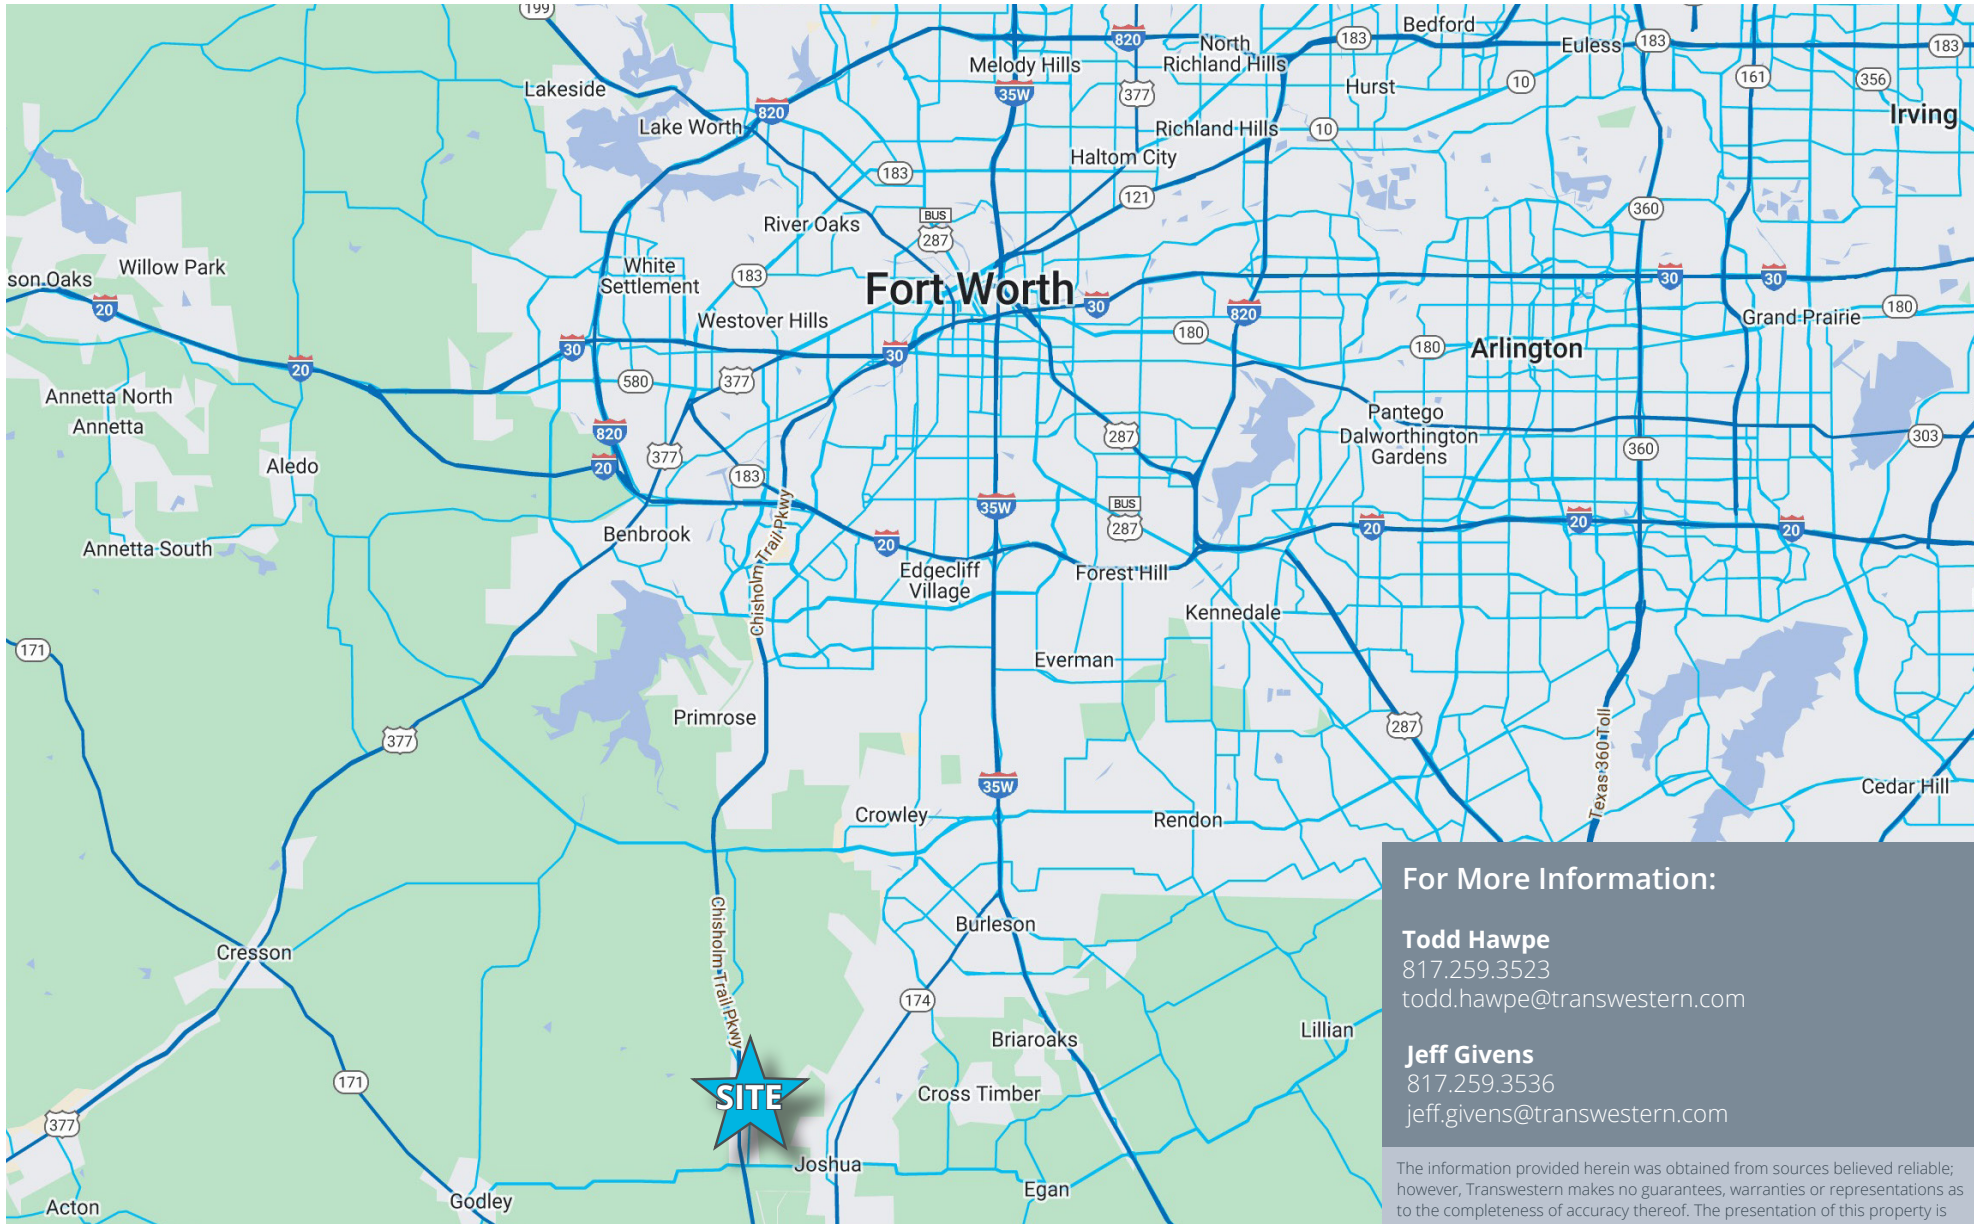 199
820
North
Richland Hills
183
Bedford
Euless
183
183
Melody Hills
35W
377
Hurst
10
161
356
Irving
Lakeside
820
Lake Worth
Richland Hills
10
Haltom City
183
121
360
River Oaks
BUS
287
White
Settlement
183
Fort Worth
30
820
30
30
son Oaks
Willow Park
20
Westover Hills
180
180
Grand Prairie
180
Arlington
30
30
20
580
377
Annetta North
Annetta
Pantego
Dalworthington
Gardens
820
287
303
360
377
20
183
Aledo
Chisholm Trail Pkwy
35W
BUS
287
20
20
20
Benbrook
20
Annetta South
Edgecliff
Village
Forest Hill
Kennedale
171
Everman
Primrose
377
287
Texas 360 Toll
35W
Cedar Hill
Crowley
Rendon
Chisholm Trail Pkwy
Burleson
Cresson
174
Briaroaks
Lillian
171
SITE
Cross Timber
377
Joshua
Egan
Godley
Acton
For More Information:
Todd Hawpe
817.259.3523
todd.hawpe@transwestern.com
Jeff Givens
817.259.3536
jeff.givens@transwestern.com
The information provided herein was obtained from sources believed reliable;
however, Transwestern makes no guarantees, warranties or representations as
to the completeness of accuracy thereof. The presentation of this property is